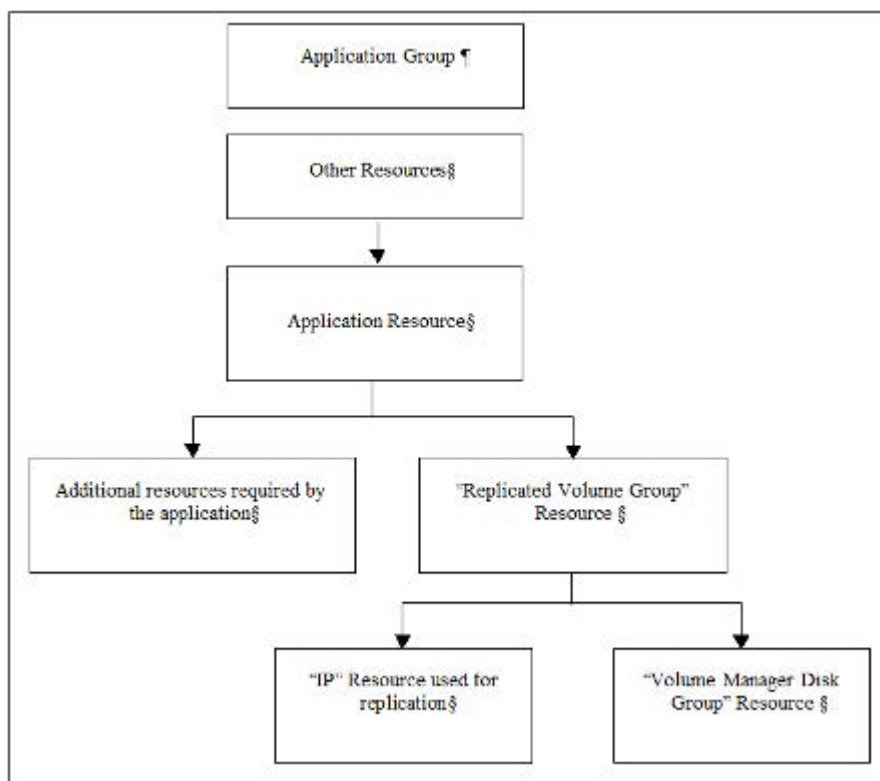 Application Group ¶
Other Resources§
Application Resource§
Additional resources required by
the application§
"Replicated Volume Group”
Resource §
“IP” Resource used for
replication§
“Volume Manager Disk
Group” Resource §